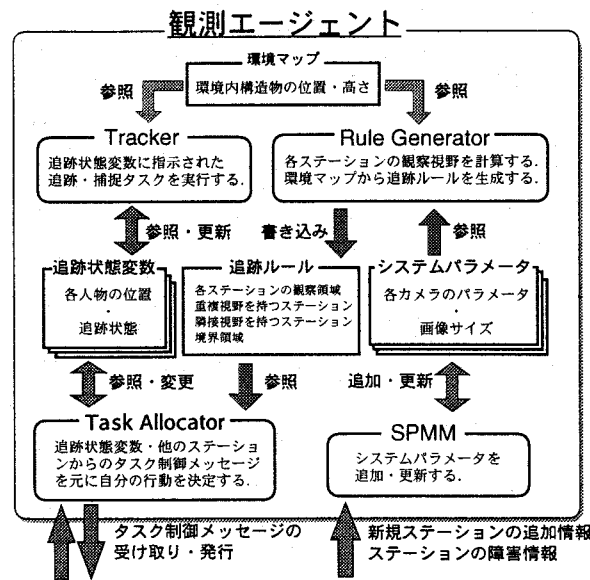 観測エージェント
環境マップ
環境内構造物の位置・高さ
参照
参照
Tracker
追跡状態変数に指示された
追跡・捕捉タスクを実行する.
Rule Generator
各ステーションの観察視野を計算する.
環境マップから追跡ルールを生成する.
参照・更新
書き込み
参照
追跡状態変数
各人物の位置
・
追跡状態
追跡ルール
各ステーションの観察領域
重複視野を持つステーション
隣接視野を持つステーション
境界領域
システムパラメータ
各カメラのパラメータ
・
画像サイズ
参照・変更
参照
追加・更新
Task Allocator
追跡状態変数・他のステーショ
ンからのタスク制御メッセージ
を元に自分の行動を決定する.
SPMM
システムパラメータを
追加・更新する.
タスク制御メッセージの
受け取り・発行
新規ステーションの追加情報
ステーションの障害情報